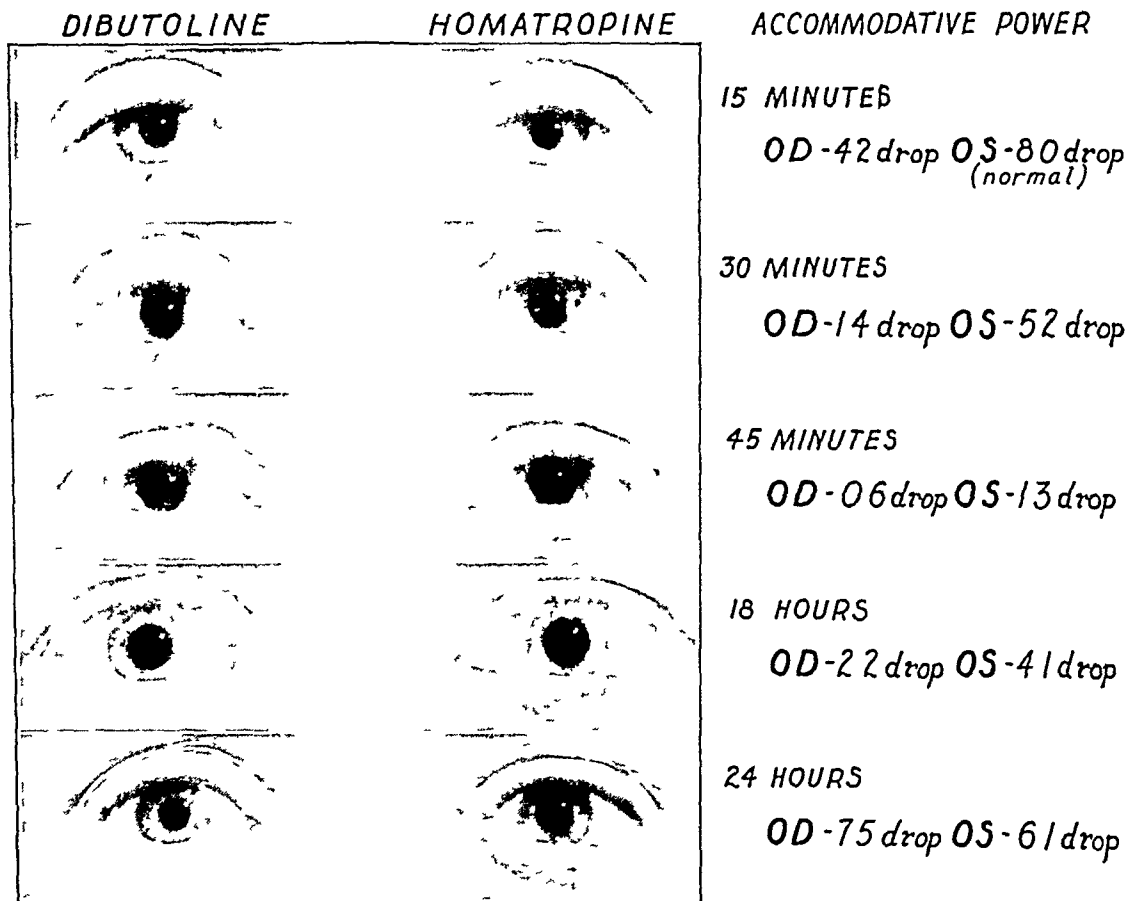 DIBUTOLINE HOMATROPINE ACCOMMODATIVE POWER
15 MINUTES
OD-42 drop OS-80 drop
(normal)
30 MINUTES
OD-14 drop OS-52 drop
45 MINUTES
OD-06 drop OS-13 drop
18 HOURS
OD-22 drop OS-41 drop
24 HOURS
OD-75 drop OS-61 drop